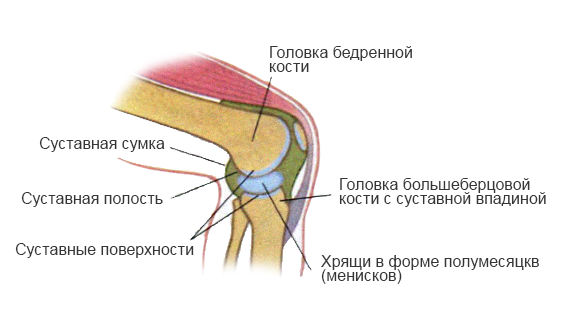 Головка бедренной
кости
Суставная сумка
Суставная полость
Головка большеберцовой
кости с суставной впадиной
Суставные поверхности
Хрящи в форме полумесяцкв
(менисков)